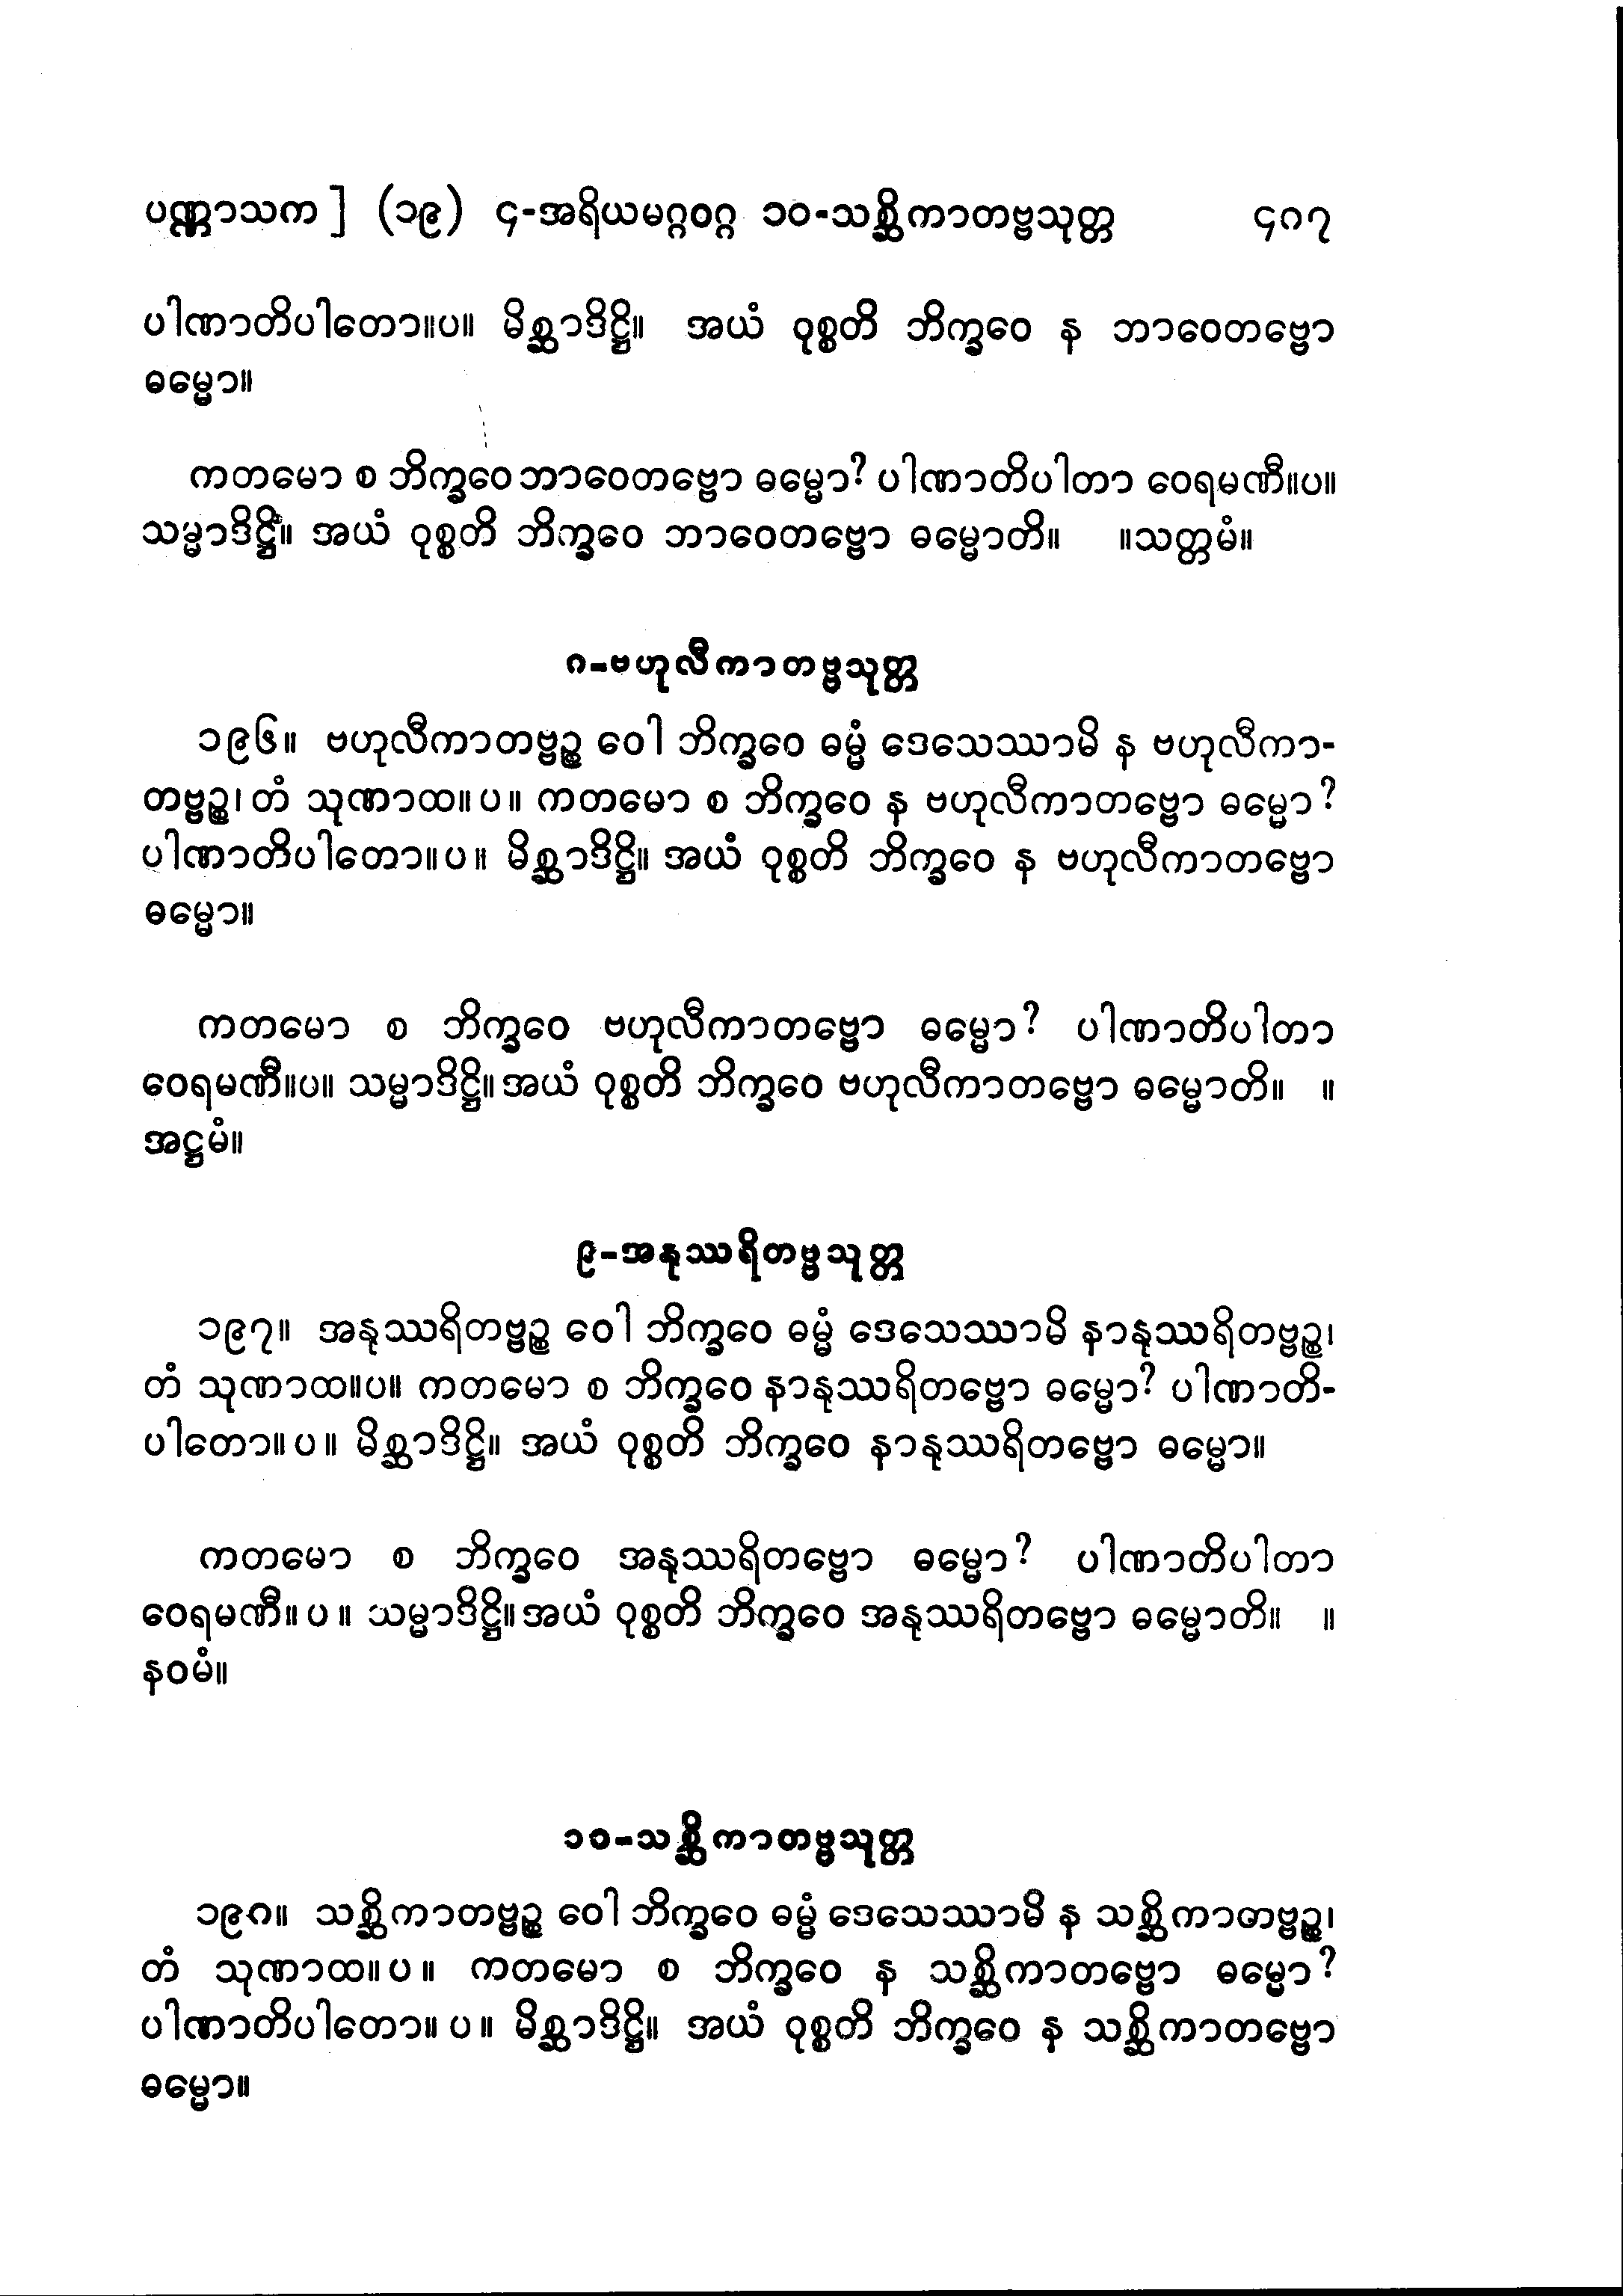 ပဏ္ဏာသက] (၁၉) ၄-အရိယမဂ္ဂဝဂ္ဂ ၁၀-သစ္ဆိကာတဗ္ဗသုတ္တ ၄၈၇
ပါဏာတိပါတော။ပ။ မိစ္ဆာဒိဋ္ဌိ။ အယံ ဝုစ္စတိ ဘိက္ခဝေ န ဘာဝေတဗ္ဗော
ဓမ္မော။
ကတမော စ ဘိက္ခဝေ ဘာဝေတဗ္ဗော ဓမ္မော? ပါဏာတိပါတာ ဝေရမဏီ။ပ။
သမ္မာဒိဋ္ဌိ။ အယံ ဝုစ္စတိ ဘိက္ခဝေ ဘာဝေတဗ္ဗော ဓမ္မောတိ။ ။သတ္တမံ။
၈-ဗဟုလီကာတဗ္ဗသုတ္တ
၁၉၆။ ဗဟုလီကာတဗ္ဗဉ္စ ဝေါ ဘိက္ခဝေ ဓမ္မံ ဒေသေဿာမိ န ဗဟုလီကာ-
တဗ္ဗဉ္စ၊ တံ သုဏာထ။ ပ။ ကတမော စ ဘိက္ခဝေ န ဗဟုလီကာတဗ္ဗော ဓမ္မော?
ပါဏာတိပါတော။ ပ။ မိစ္ဆာဒိဋ္ဌိ။ အယံ ဝုစ္စတိ ဘိက္ခဝေ န ဗဟုလီကာတဗ္ဗော
ဓမ္မော။
ကတမော စ ဘိက္ခဝေ ဗဟုလီကာတဗ္ဗော ဓမ္မော? ပါဏာတိပါတာ
ဝေရမဏီ။ပ။ သမ္မာဒိဋ္ဌိ။ အယံ ဝုစ္စတိ ဘိက္ခဝေ ဗဟုလီကာတဗ္ဗော ဓမ္မောတိ။ ။
အဋ္ဌမံ။
၉-အနုဿရိတဗ္ဗသုတ္တ
၁၉၇။ အနုဿရိတဗ္ဗဉ္စ ဝေါ ဘိက္ခဝေ ဓမ္မံ ဒေသေဿာမိ နာနုဿရိတဗ္ဗဉ္စ၊
တံ သုဏာထ။ပ။ ကတမော စ ဘိက္ခဝေ နာနုဿရိတဗ္ဗော ဓမ္မော? ပါဏာတိ-
ပါတော။ ပ။ မိစ္ဆာဒိဋ္ဌိ။ အယံ ဝုစ္စတိ ဘိက္ခဝေ နာနုဿရိတဗ္ဗော ဓမ္မော။
ကတမော စ ဘိက္ခဝေ အနုဿရိတဗ္ဗော ဓမ္မော? ပါဏာတိပါတာ
ဝေရမဏီ။ ပ။ သမ္မာဒိဋ္ဌိ။ အယံ ဝုစ္စတိ ဘိက္ခဝေ အနုဿရိတဗ္ဗော ဓမ္မောတိ။ ။
နဝမံ။
၁၀-သစ္ဆိကာတဗ္ဗသုတ္တ
၁၉၈။ သစ္ဆိကာတဗ္ဗဉ္စ ဝေါ ဘိက္ခဝေ ဓမ္မံ ဒေသေဿာမိ န သစ္ဆိကာတဗ္ဗဉ္စ၊
တံ သုဏာထ။ ပ။ ကတမော စ ဘိက္ခဝေ န သစ္ဆိကာတဗ္ဗော ဓမ္မော?
ပါဏာတိပါတော။ ပ။ မိစ္ဆာဒိဋ္ဌိ။ အယံ ဝုစ္စတိ ဘိက္ခဝေ န သစ္ဆိကာတဗ္ဗော
ဓမ္မော။